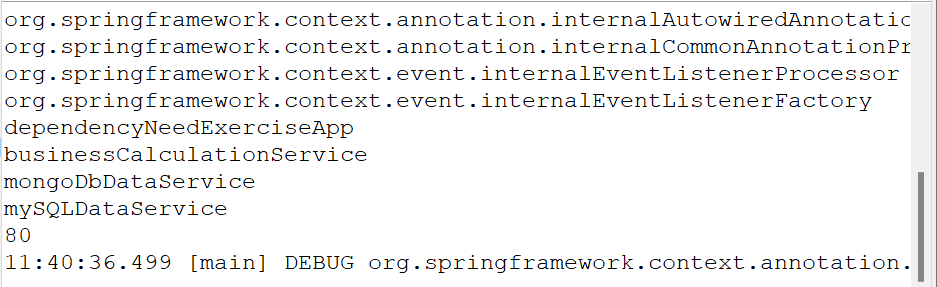 org.springframework.context.annotation.internalAutowiredAnnotatio
org.springframework.context.annotation.internalCommonAnnotationPr
org.springframework.context.event.internalEventListenerProcessor
org.springframework.context.event.internalEventListenerFactory
dependencyNeedExerciseApp
businessCalculationService
mongoDbDataService
mySQLDataService
80
11:40:36.499 [main] DEBUG org.springframework.context.annotation.